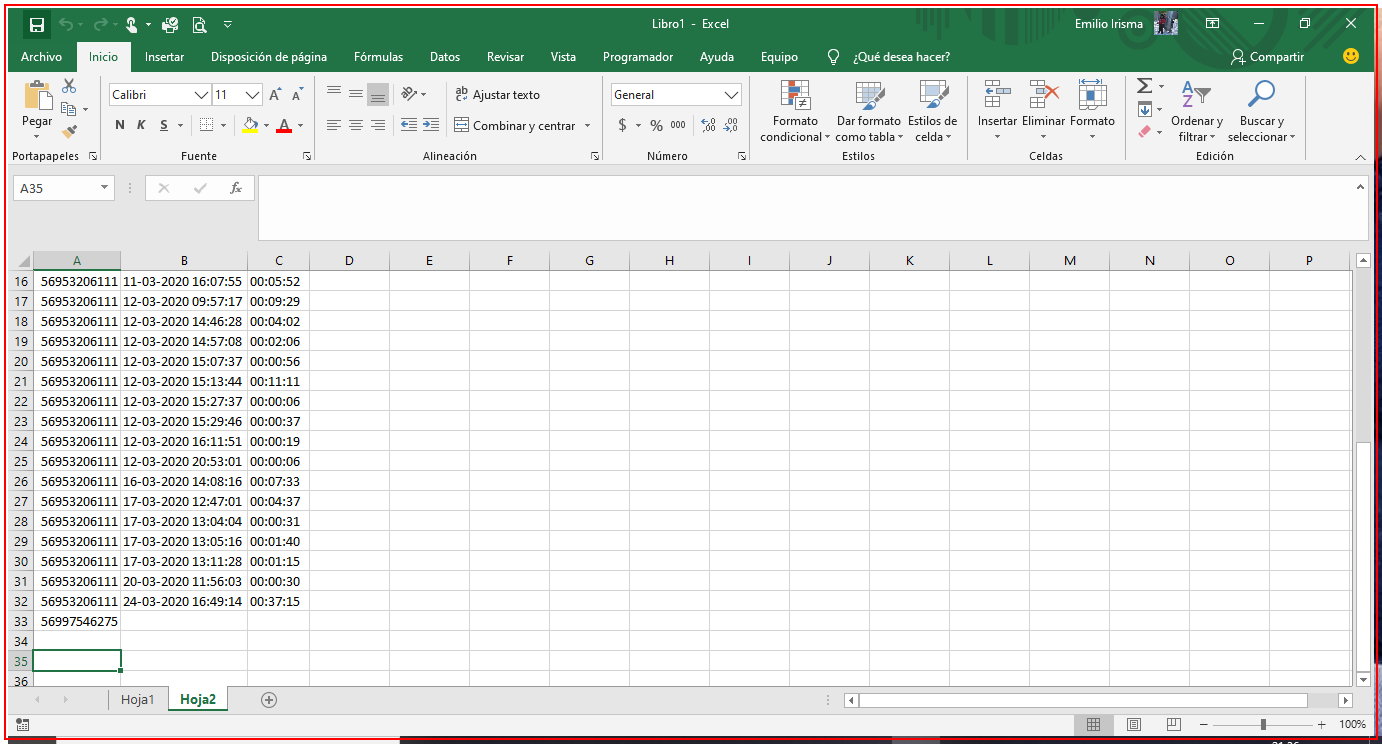 Libro1 - Excel
Emilio Irisma
Archivo Inicio Insertar Disposición de página Fórmulas Datos Revisar Vista Programador Ayuda Equipo ¿Qué desea hacer? Compartir
Pegar
Portapapeles
Calibri 11
N K S
Fuente
Ajustar texto
Combinar y centrar
Alineación
General
$ % 000
Número
Formato condicional
Dar formato como tabla
Estilos de celda
Estilos
Insertar Eliminar Formato
Celdas
Ordenar y filtrar
Buscar y seleccionar
Edición
A35 fx
A B C D E F G H I J K L M N O P
16 56953206111 11-03-2020 16:07:55 00:05:52
17 56953206111 12-03-2020 09:57:17 00:09:29
18 56953206111 12-03-2020 14:46:28 00:04:02
19 56953206111 12-03-2020 14:57:08 00:02:06
20 56953206111 12-03-2020 15:07:37 00:00:56
21 56953206111 12-03-2020 15:13:44 00:11:11
22 56953206111 12-03-2020 15:27:37 00:00:06
23 56953206111 12-03-2020 15:29:46 00:00:37
24 56953206111 12-03-2020 16:11:51 00:00:19
25 56953206111 12-03-2020 20:53:01 00:00:06
26 56953206111 16-03-2020 14:08:16 00:07:33
27 56953206111 17-03-2020 12:47:01 00:04:37
28 56953206111 17-03-2020 13:04:04 00:00:31
29 56953206111 17-03-2020 13:05:16 00:01:40
30 56953206111 17-03-2020 13:11:28 00:01:15
31 56953206111 20-03-2020 11:56:03 00:00:30
32 56953206111 24-03-2020 16:49:14 00:37:15
33 56997546275
34
35
36
Hoja1 Hoja2
100%